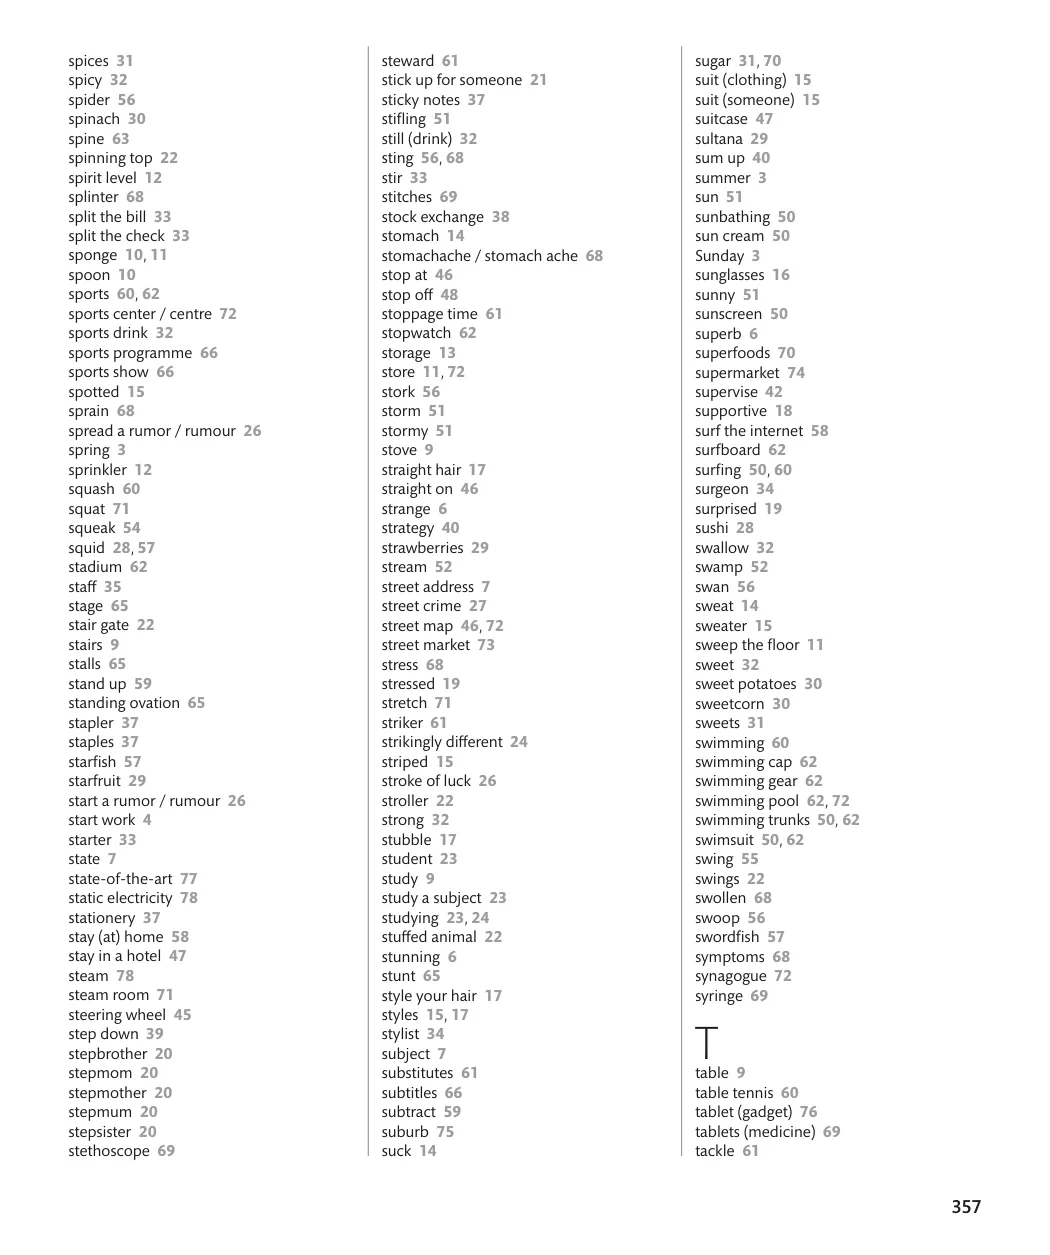 spices 31
spicy 32
spider 56
spinach 30
spine 63
spinning top 22
spirit level 12
splinter 68
split the bill 33
split the check 33
sponge 10, 11
spoon 10
sports 60, 62
sports center / centre 72
sports drink 32
sports programme 66
sports show 66
spotted 15
sprain 68
spread a rumor / rumour 26
spring 3
sprinkler 12
squash 60
squat 71
squeak 54
squid 28, 57
stadium 62
staff 35
stage 65
stair gate 22
stairs 9
stalls 65
stand up 59
standing ovation 65
stapler 37
staples 37
starfish 57
starfruit 29
start a rumor / rumour 26
start work 4
starter 33
state 7
state-of-the-art 77
static electricity 78
stationery 37
stay (at) home 58
stay in a hotel 47
steam 78
steam room 71
steering wheel 45
step down 39
stepbrother 20
stepmom 20
stepmother 20
stepmum 20
stepsister 20
stethoscope 69
steward 61
stick up for someone 21
sticky notes 37
stifling 51
still (drink) 32
sting 56, 68
stir 33
stitches 69
stock exchange 38
stomach 14
stomachache / stomach ache 68
stop at 46
stop off 48
stoppage time 61
stopwatch 62
storage 13
store 11, 72
stork 56
storm 51
stormy 51
stove 9
straight hair 17
straight on 46
strange 6
strategy 40
strawberries 29
stream 52
street address 7
street crime 27
street map 46, 72
street market 73
stress 68
stressed 19
stretch 71
striker 61
strikingly different 24
striped 15
stroke of luck 26
stroller 22
strong 32
stubble 17
student 23
study 9
study a subject 23
studying 23, 24
stuffed animal 22
stunning 6
stunt 65
style your hair 17
styles 15, 17
stylist 34
subject 7
substitutes 61
subtitles 66
subtract 59
suburb 75
suck 14
sugar 31, 70
suit (clothing) 15
suit (someone) 15
suitcase 47
sultana 29
sum up 40
summer 3
sun 51
sunbathing 50
sun cream 50
Sunday 3
sunglasses 16
sunny 51
sunscreen 50
superb 6
superfoods 70
supermarket 74
supervise 42
supportive 18
surf the internet 58
surfboard 62
surfing 50, 60
surgeon 34
surprised 19
sushi 28
swallow 32
swamp 52
swan 56
sweat 14
sweater 15
sweep the floor 11
sweet 32
sweet potatoes 30
sweetcorn 30
sweets 31
swimming 60
swimming cap 62
swimming gear 62
swimming pool 62, 72
swimming trunks 50, 62
swimsuit 50, 62
swing 55
swings 22
swollen 68
swoop 56
swordfish 57
symptoms 68
synagogue 72
syringe 69
T
table 9
table tennis 60
tablet (gadget) 76
tablets (medicine) 69
tackle 61
357